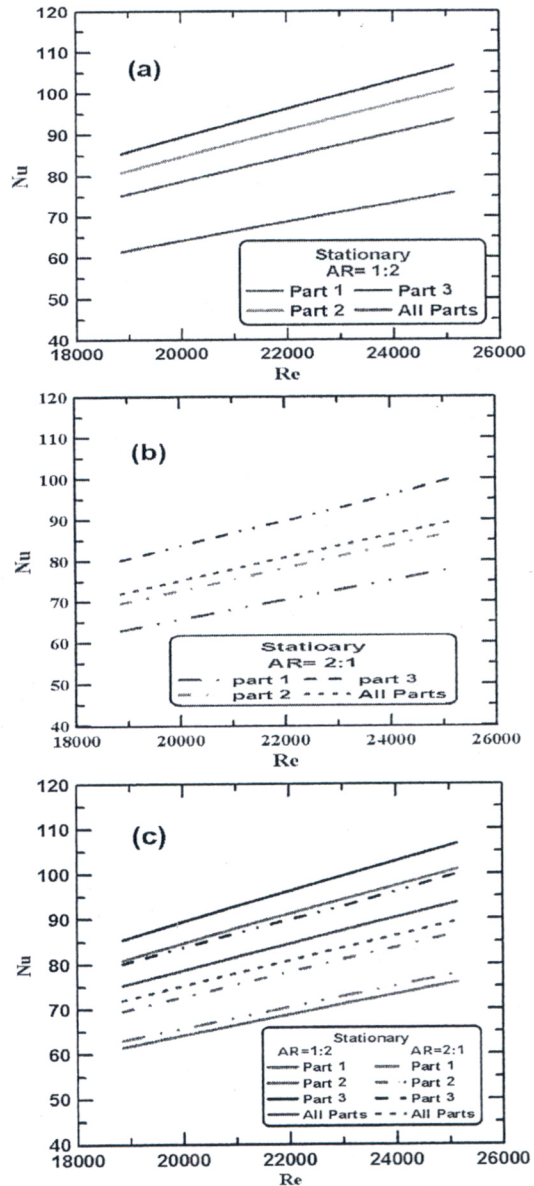 120
(a)
110
100
90
Nu
80
70
60
50
40
Stationary
AR= 1:2
Part 1 Part 3
Part 2 All Parts
18000 20000 22000 24000 26000
Re
120
(b)
110
100
90
Nu
80
70
60
50
40
Statioary
AR= 2:1
part 1 part 3
part 2 All Parts
18000 20000 22000 24000 26000
Re
120
(c)
110
100
90
Nu
80
70
60
50
40
Stationary
AR=1:2 AR=2:1
Part 1 Part 1
Part 2 Part 2
Part 3 Part 3
All Parts All Parts
18000 20000 22000 24000 26000
Re